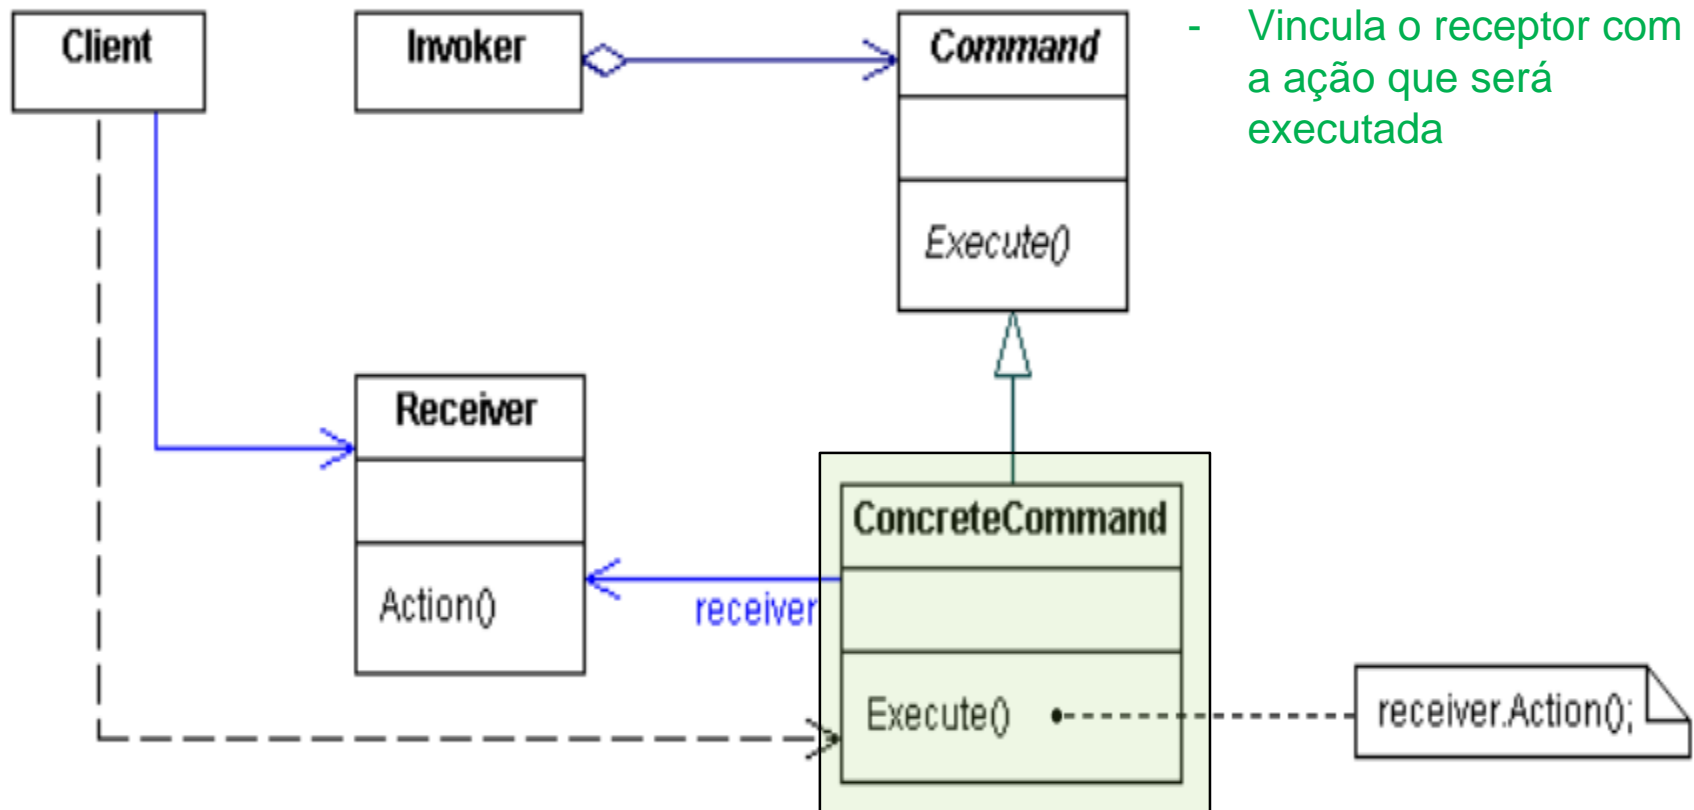 Client
Invoker
Command
Execute()
- Vincula o receptor com
a ação que será
executada
Receiver
Action()
receiver
ConcreteCommand
Execute()
receiver.Action();